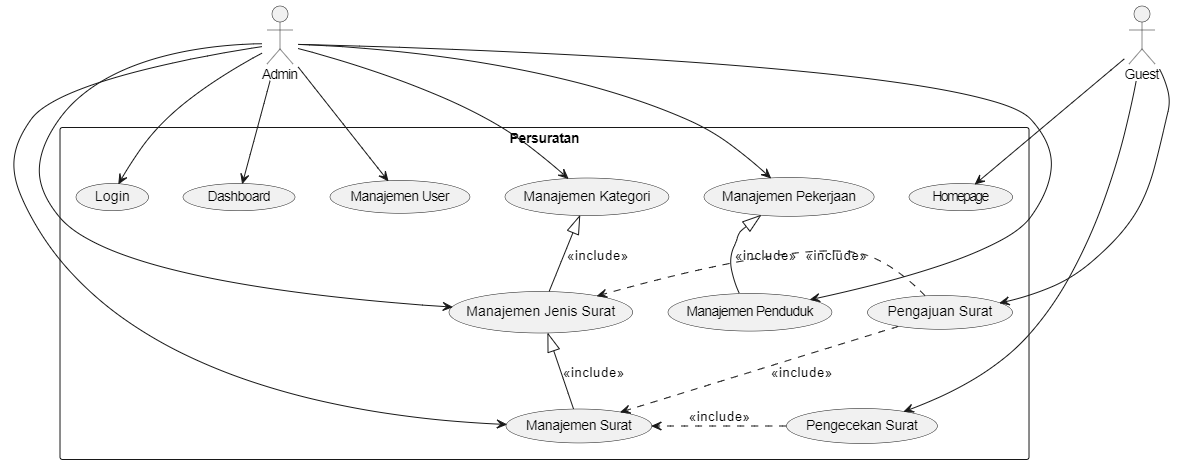 Admin
Guest
Persuratan
Login
Dashboard
Manajemen User
Manajemen Kategori
Manajemen Pekerjaan
Homepage
«include»
«include»
«include»
Manajemen Jenis Surat
Manajemen Penduduk
Pengajuan Surat
«include»
«include»
«include»
Manajemen Surat
Pengecekan Surat